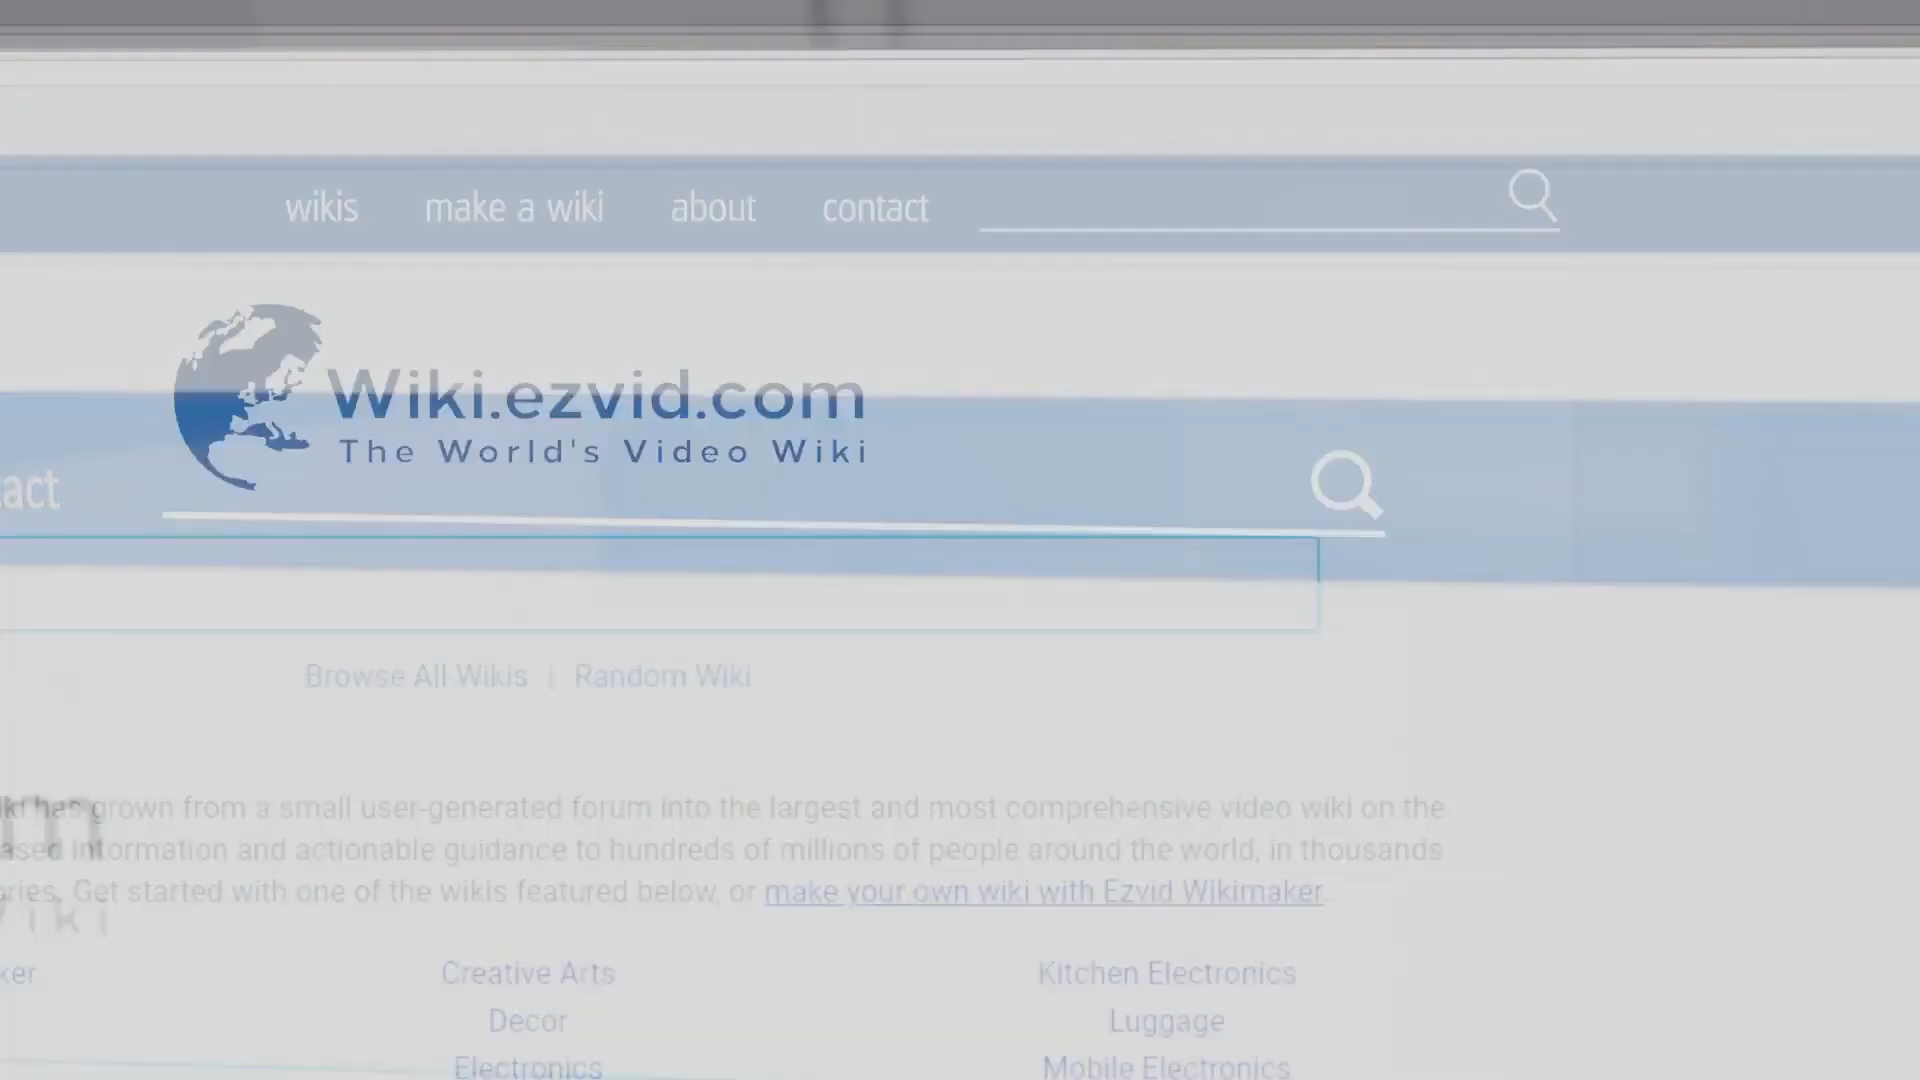 wikis make a wiki about contact
Wiki.ezvid.com
The World's Video Wiki
Browse All Wikis | Random Wiki
has grown from a small user-generated forum into the largest and most comprehensive video wiki on the
information and actionable guidance to hundreds of millions of people around the world, in thousands
Get started with one of the wikis featured below, or make your own wiki with Ezvid Wikimaker.
Creative Arts Kitchen Electronics
Decor Luggage
Electronics Mobile Electronics